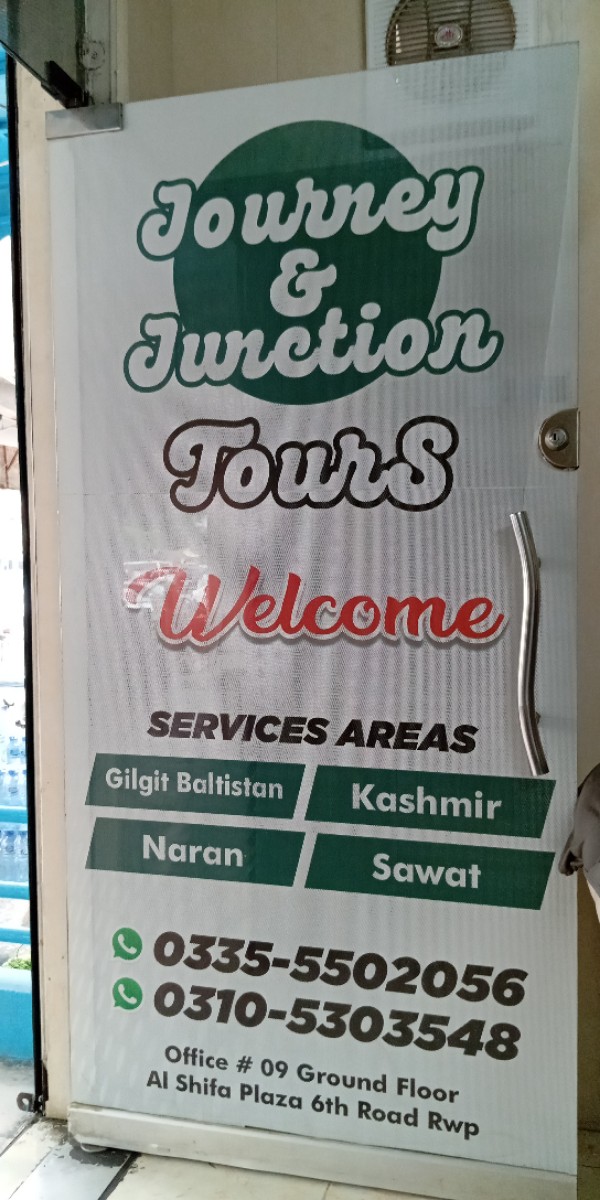 Journey
&
Junction
Tours
Welcome
SERVICES AREAS
Gilgit Baltistan
Kashmir
Naran
Sawat
0335-5502056
0310-5303548
Office # 09 Ground Floor
Al Shifa Plaza 6th Road Rwp